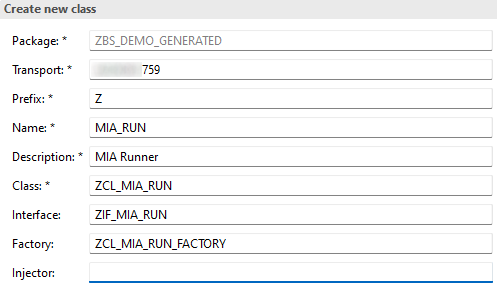 Create new class
Package: * ZBS_DEMO_GENERATED
Transport: * 759
Prefix: * Z
Name: * MIA_RUN
Description: * MIA Runner
Class: * ZCL_MIA_RUN
Interface: ZIF_MIA_RUN
Factory: ZCL_MIA_RUN_FACTORY
Injector: